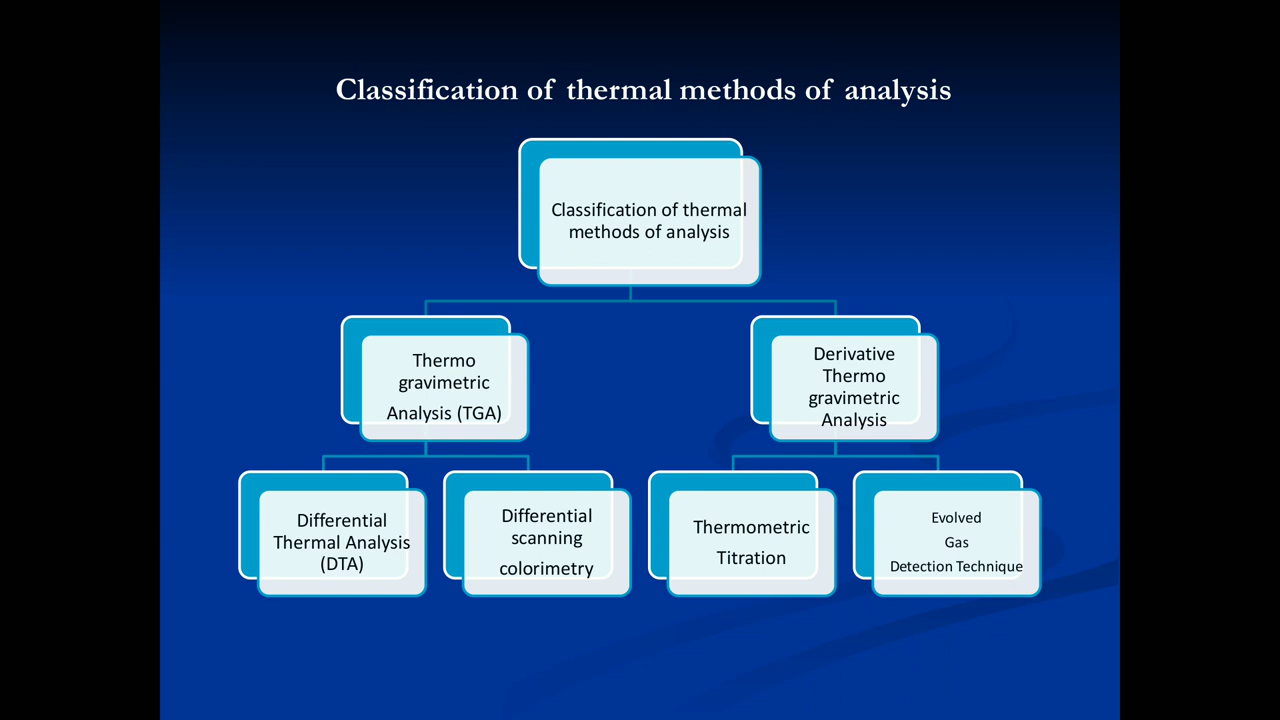 Classification of thermal methods of analysis
Classification of thermal
methods of analysis
Thermo
gravimetric
Analysis (TGA)
Derivative
Thermo
gravimetric
Analysis
Differential
Thermal Analysis
(DTA)
Differential
scanning
colorimetry
Thermometric
Titration
Evolved
Gas
Detection Technique